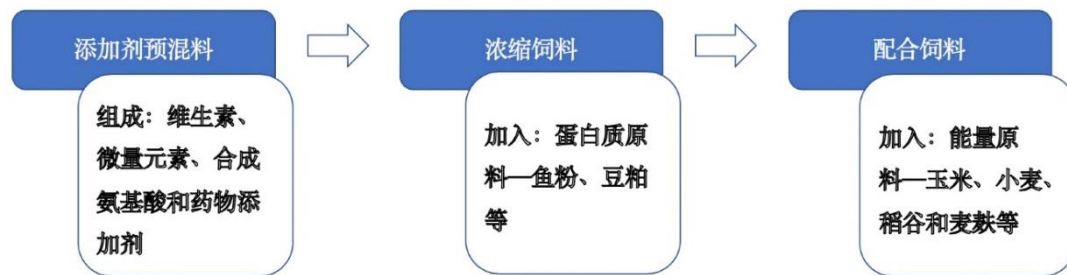 添加剂预混料
组成：维生素、
微量元素、合成
氨基酸和药物添
加剂
浓缩饲料
加入：蛋白质原
料—鱼粉、豆粕
等
配合饲料
加入：能量原
料—玉米、小麦、
稻谷和麦麸等